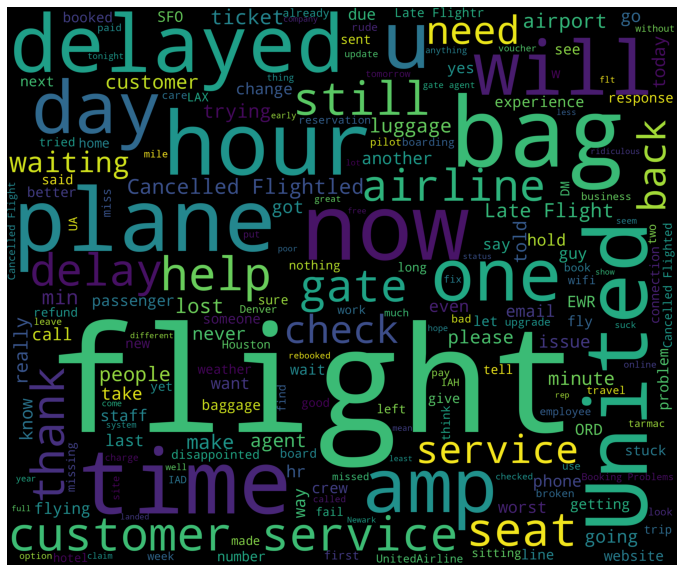 booked
SFO
ticket
already
company
Late Flightr
rude
go
without
delayed
paid
tonight
due
sent
update
u
need
airport
voucher
anything
see
tomorrow
gate agent
will
W
flt
today
next
customer
thing
care
LAX
change
yes
still
experience
response
day
trying
early
reservation
pilot
boarding
less
bag
ridiculous
back
hour
tried
home
mile
luggage
another
lot
waiting
said
better
miss
UA
Cancelled Flightled
great
airline
DM
business
seem
Cancelled Flight
plane
got
free
now
Late Flight
told
say
hold
guy
two
connection
put
poor
status
book
wifi
show
delay
help
nothing
gate
long
one
fix
united
min
passenger
lost
sure
Denver
work
much
even
email
EWR
fly
Cancelled Flighted
refund
leave
call
someone
never
Houston
check
bad
let
upgrade
suck
different
new
please
issue
problem
really
flight
people
weather
rebooked
hope
pay
IAH
tell
online
thank
take
want
wait
minute
yet
baggage
find
give
travel
know
come
staff
system
good
left
think
employee
rep
tarmac
last
make
agent
mean
service
ORD
stuck
missing
disappointed
board
least
time
amp
year
well
IAD
hr
missed
checked
use
charge
site
called
way
crew
phone
worst
broken
getting
Booking Problems
look
full
flying
landed
fail
Newark
seat
going
trip
customer service
made
line
website
option
hotel
claim
week
number
first
UnitedAirline
sitting